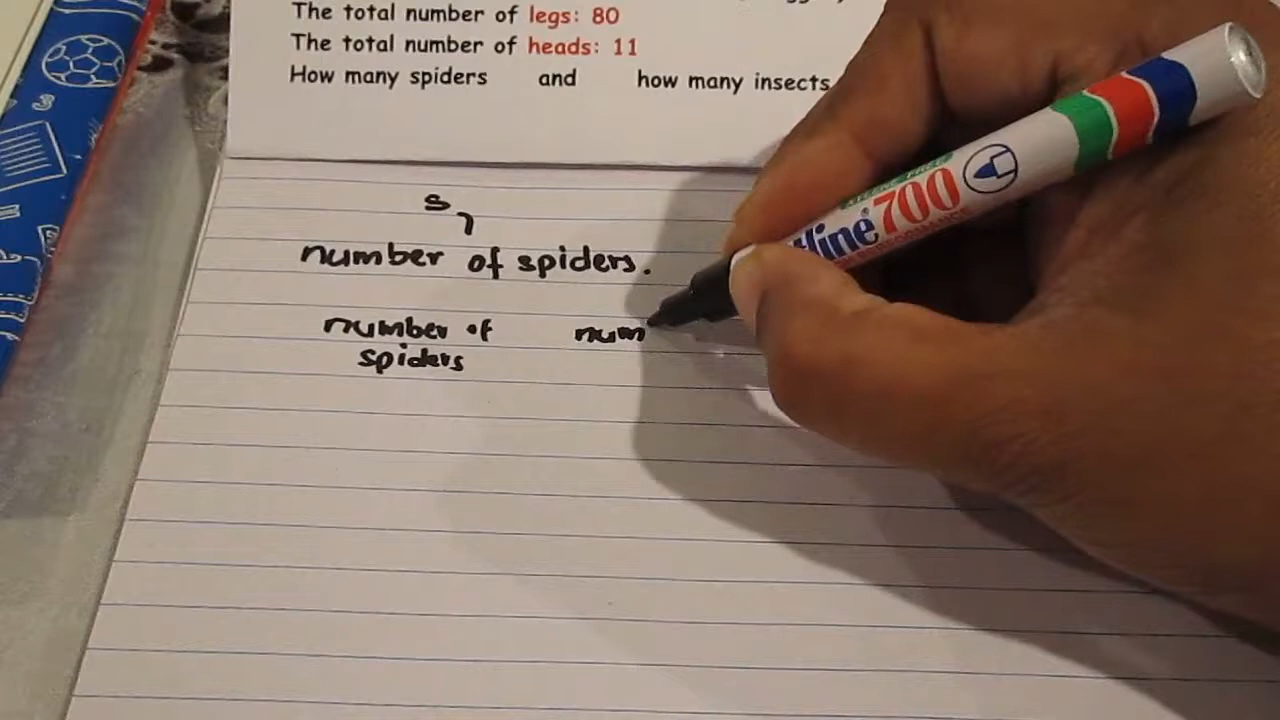 The total number of legs: 80
The total number of heads: 11
How many spiders and how many insects
s
number of spiders.
number of num
spiders
700